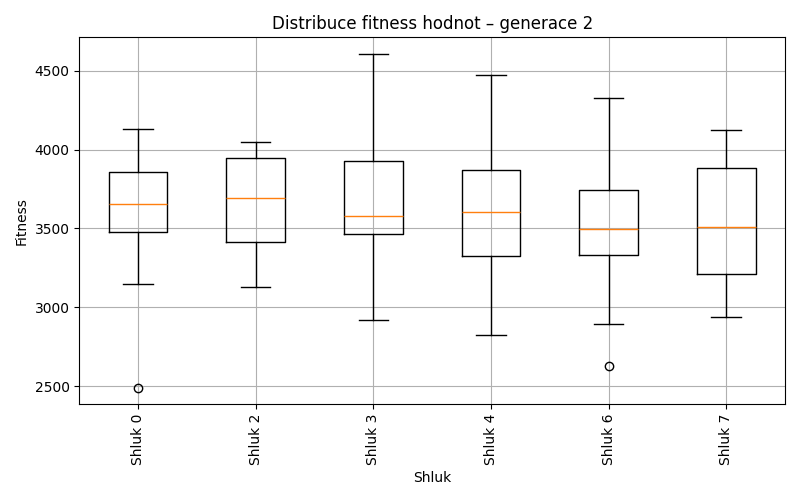 Distribuce fitness hodnot – generace 2
Fitness
4500
4000
3500
3000
2500
Shluk 0
Shluk 2
Shluk 3
Shluk 4
Shluk 6
Shluk 7
Shluk